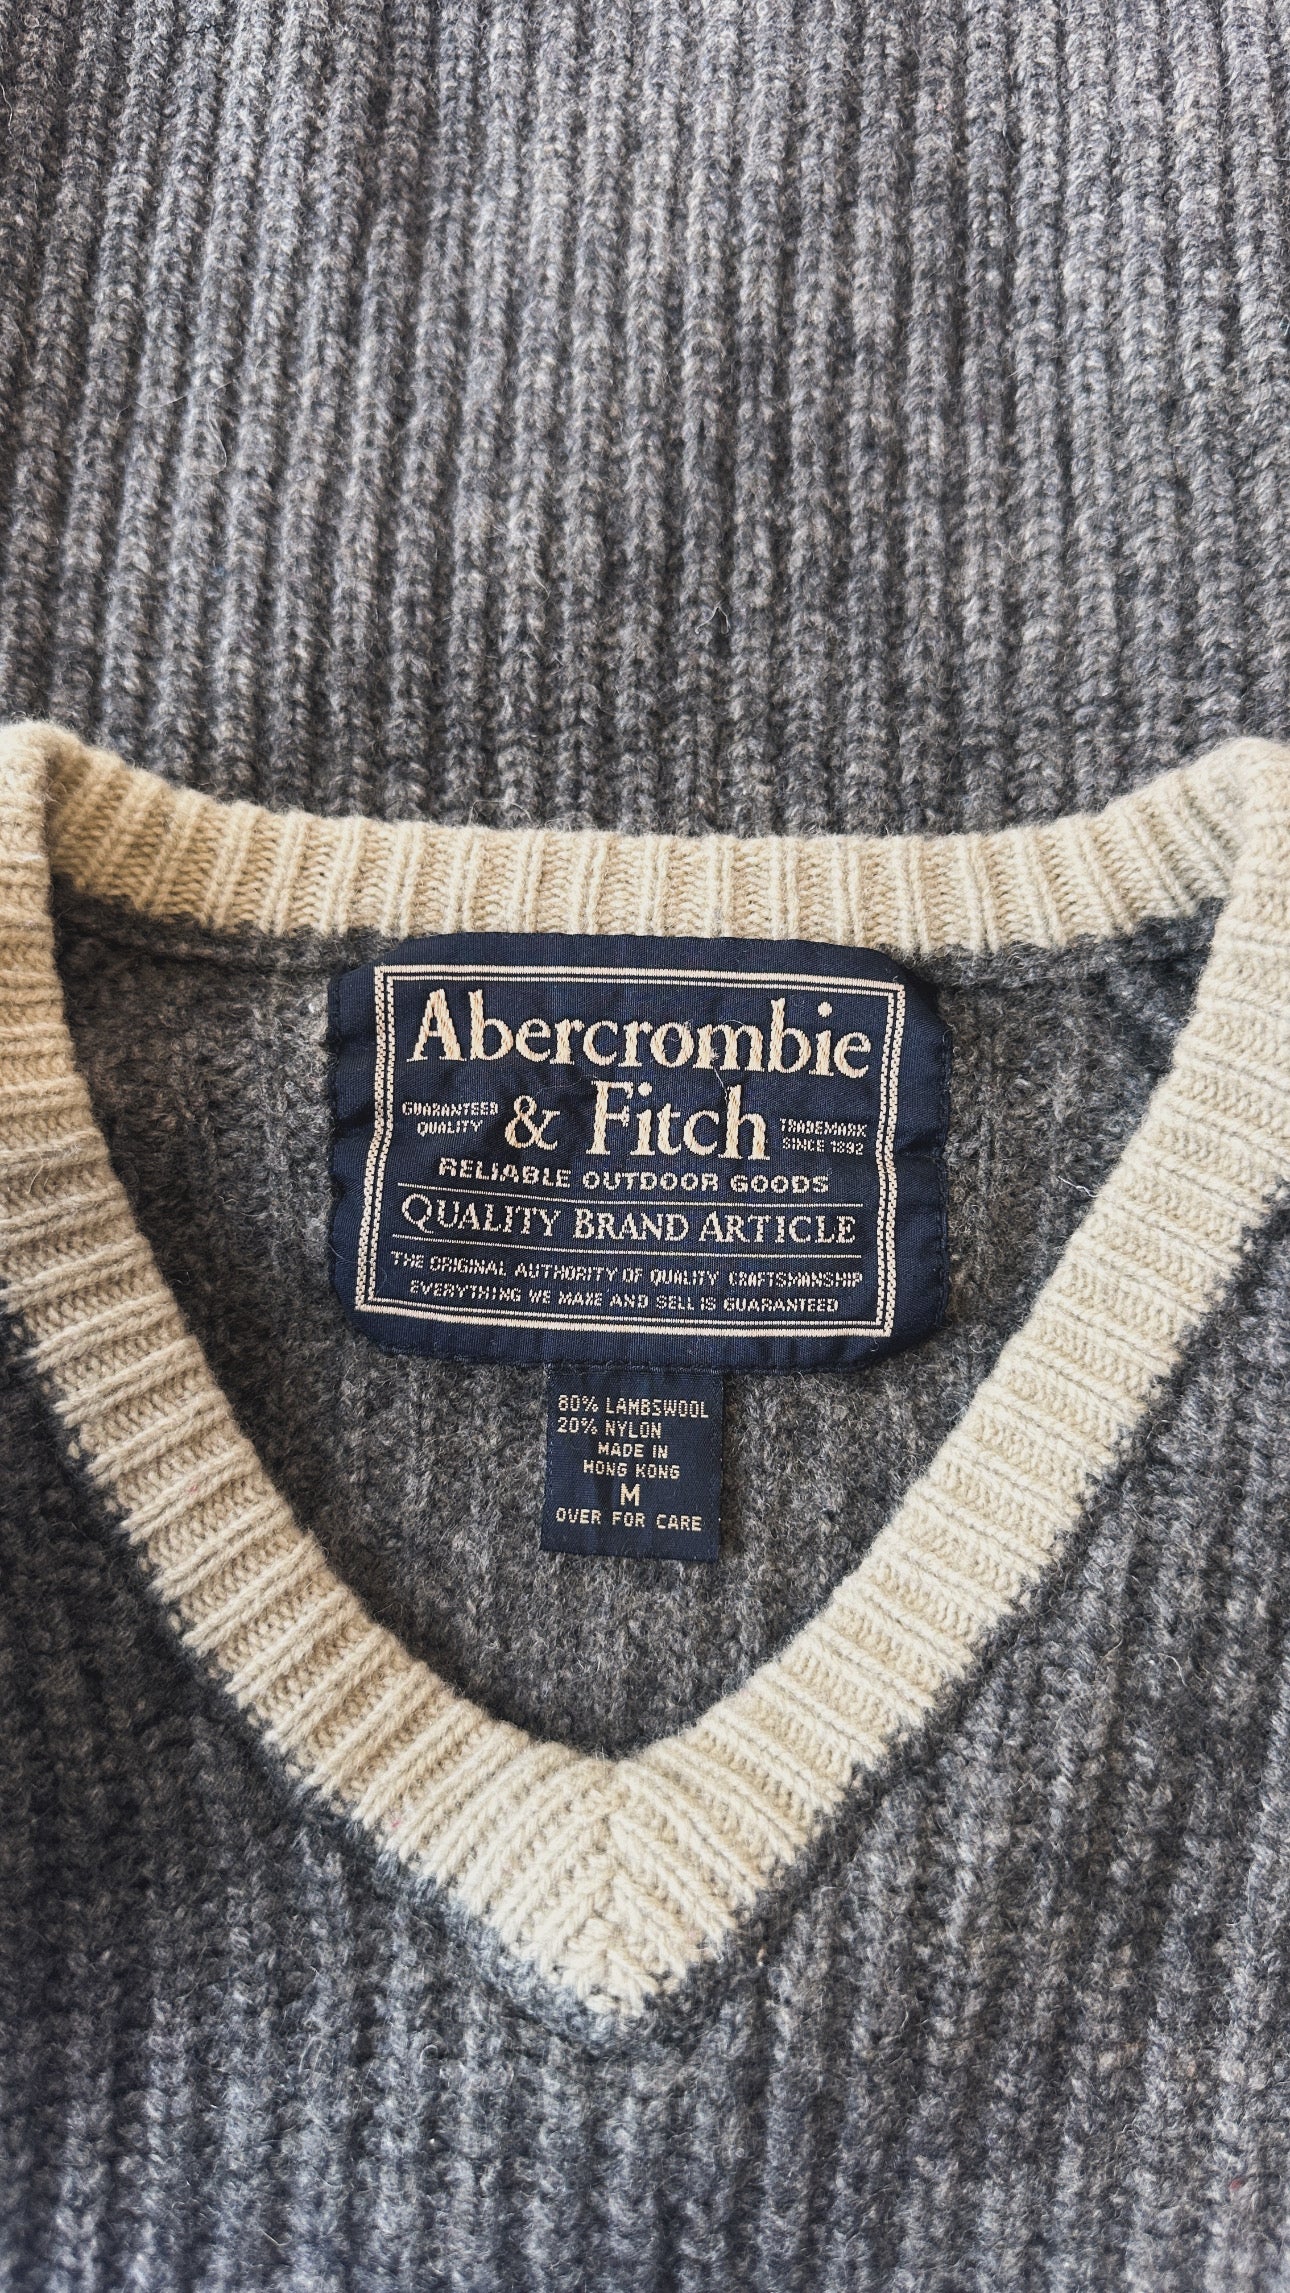 Abercrombie
& Fitch
GUARANTEED
QUALITY
TRADEMARK
SINCE 1892
RELIABLE OUTDOOR GOODS
QUALITY BRAND ARTICLE
THE ORIGINAL AUTHORITY OF QUALITY CRAFTSMANSHIP
EVERYTHING WE MAKE AND SELL IS GUARANTEED
80% LAMBSWOOL
20% NYLON
MADE IN
HONG KONG
M
OVER FOR CARE